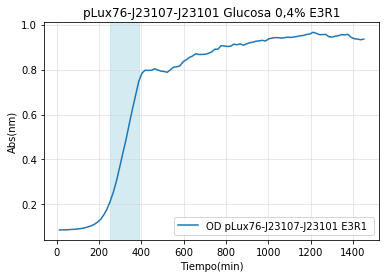 pLux76-J23107-J23101 Glucosa 0,4% E3R1
1.0
0.8
0.6
0.4
0.2
Abs(nm)
OD pLux76-J23107-J23101 E3R1
0 200 400 600 800 1000 1200 1400
Tiempo(min)